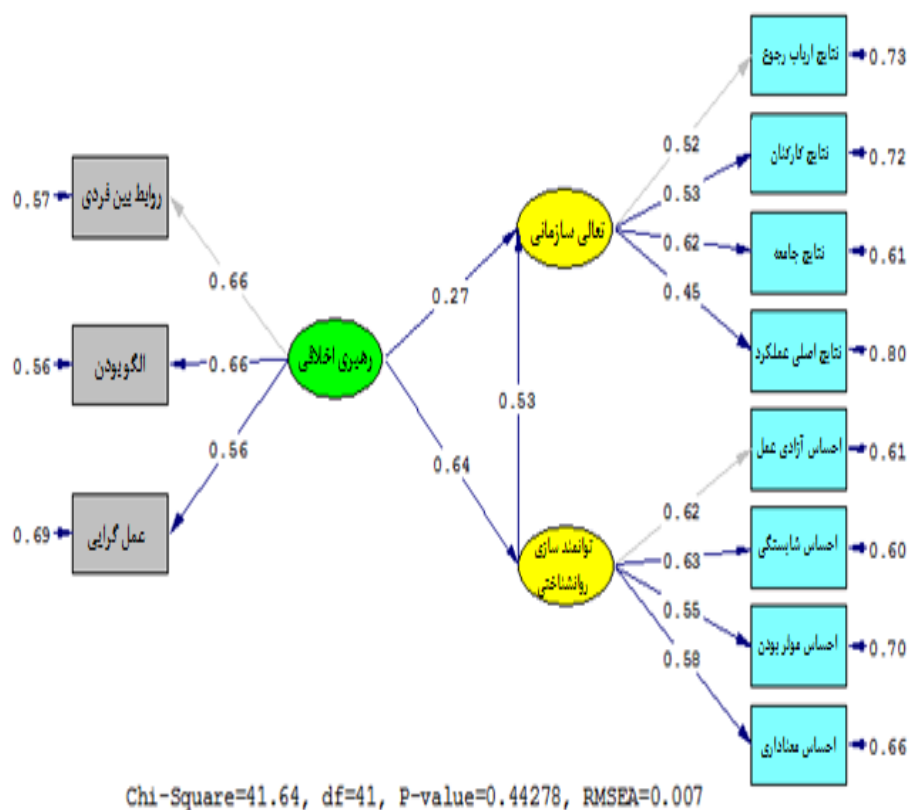 نتایج ارباب رجوع
0.73
0.52
نتایج کارکنان
0.72
روابط بین فردی
0.57
0.53
تعالی سازمانی
0.62
نتایج جامعه
0.61
0.66
0.27
0.45
الگو بودن
0.56
0.66
رهبری اخلاقی
نتایج اصلی عملکرد
0.80
0.53
0.56
0.64
احساس آزادی عمل
0.61
0.62
عمل گرایی
0.69
توانمند سازی
روانشناختی
0.63
احساس شایستگی
0.60
0.55
احساس موثر بودن
0.70
0.58
احساس معناداری
0.66
Chi-Square=41.64, df=41, P-value=0.44278, RMSEA=0.007